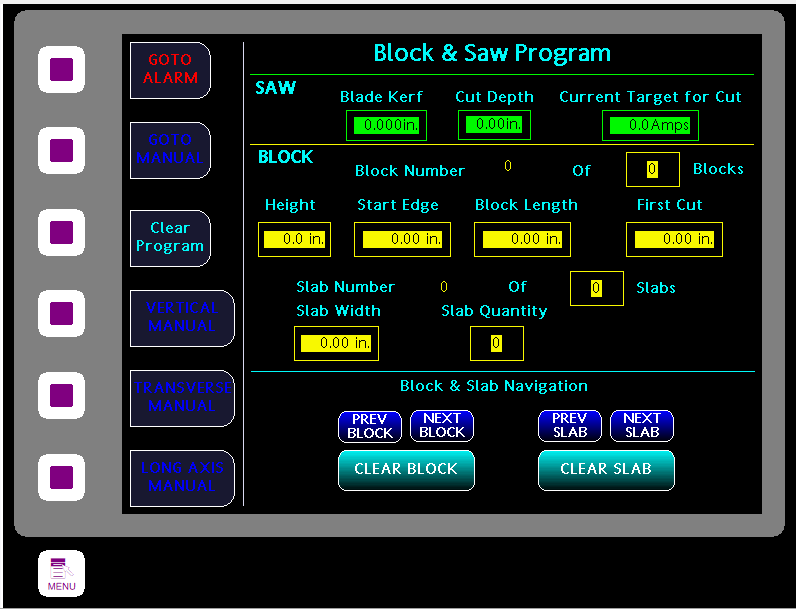 Block & Saw Program
GOTO
ALARM
GOTO
MANUAL
Clear
Program
VERTICAL
MANUAL
TRANSVERSE
MANUAL
LONG AXIS
MANUAL
MENU
SAW
Blade Kerf Cut Depth Current Target for Cut
0.000in. 0.00in. 0.0Amps
BLOCK
Block Number 0 Of 0 Blocks
Height Start Edge Block Length First Cut
0.0 in. 0.00 in. 0.00 in. 0.00 in.
Slab Number 0 Of 0 Slabs
Slab Width Slab Quantity
0.00 in. 0
Block & Slab Navigation
PREV
BLOCK
NEXT
BLOCK
PREV
SLAB
NEXT
SLAB
CLEAR BLOCK CLEAR SLAB